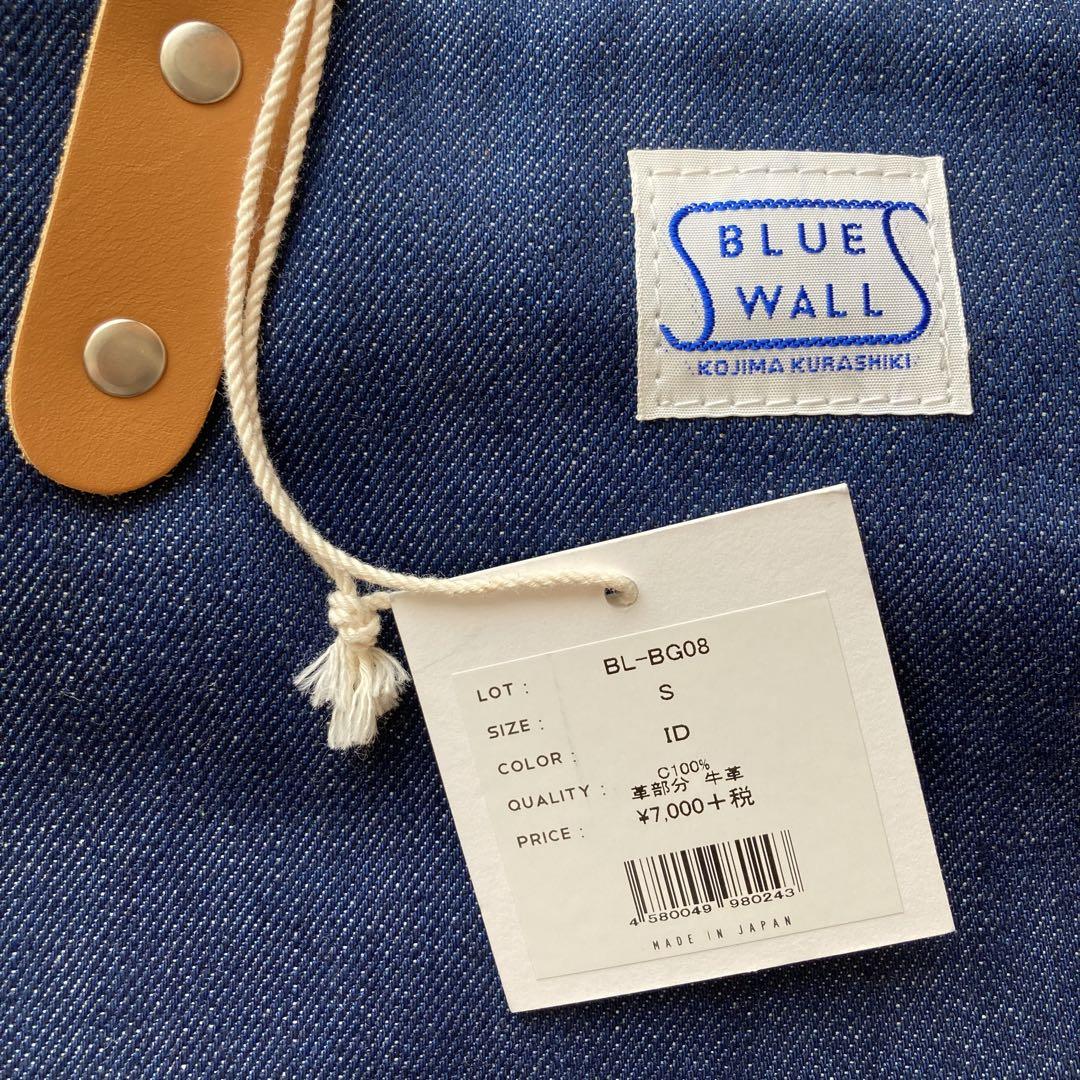 BLUE
WALL
KOJIMA KURASHIKI
LOT : BL-BG08
SIZE : S
COLOR : ID
QUALITY : C100%
革部分 牛革
PRICE : ¥7,000+税
4 580049 980243
MADE IN JAPAN